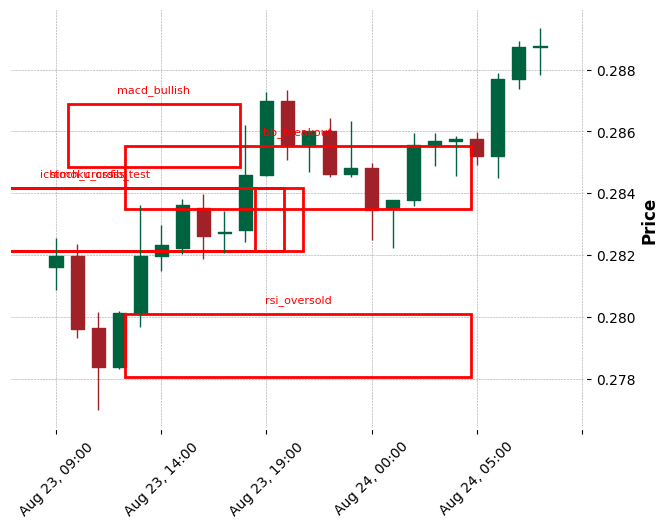 macd_bullish
rsi_oversold
0.288
0.286
0.284
0.282
0.280
0.278
Price
Aug 23, 09:00
Aug 23, 14:00
Aug 23, 19:00
Aug 24, 00:00
Aug 24, 05:00